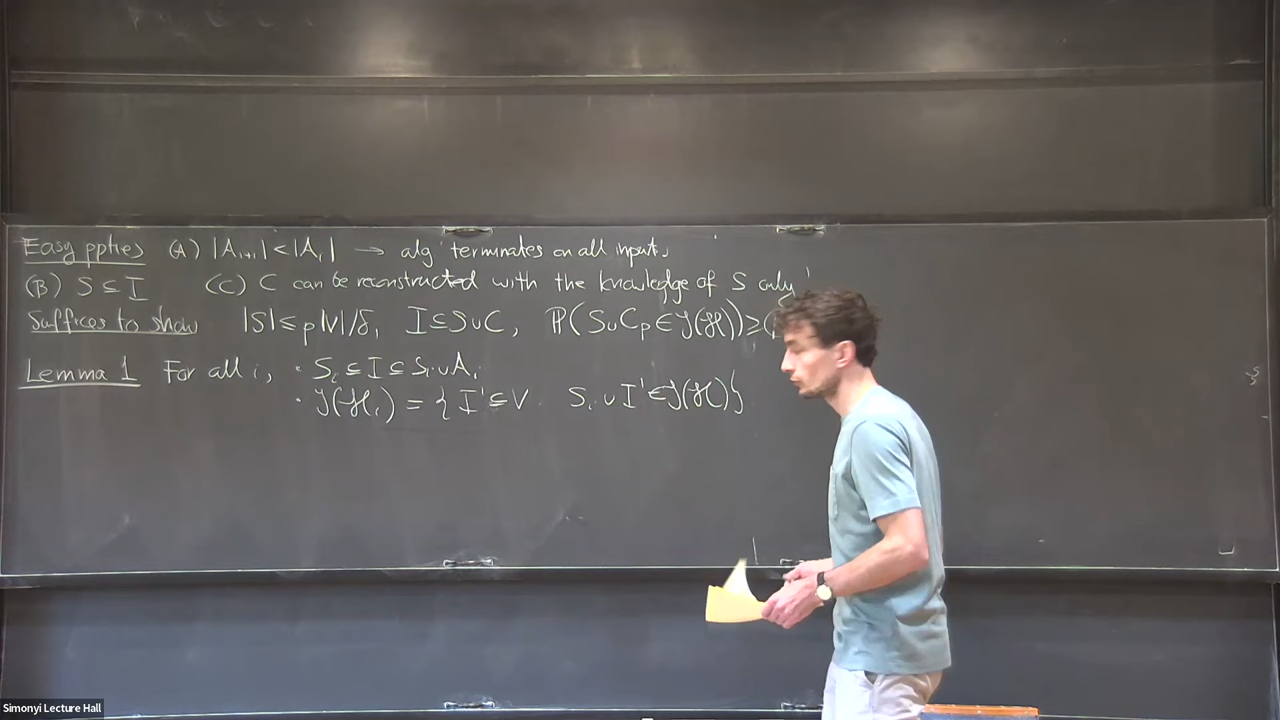 Easy ppties (A) |A_{i+1}| < |A_i| → alg terminates on all inputs
(B) S ⊆ I (C) C can be reconstructed with the knowledge of S only
Suffices to show |S| ≤ p|V|/δ, I ⊆ S ∪ C, ℙ(S ∪ C_p ∈ 𝓘(𝓗)) ≥ (
Lemma 1 For all i, · S_i ⊆ I ⊆ S_i ∪ A_i
· 𝓘(𝓗_i) = { I' ⊆ V : S_i ∪ I' ∈ 𝓘(𝓗) }
Simonyi Lecture Hall